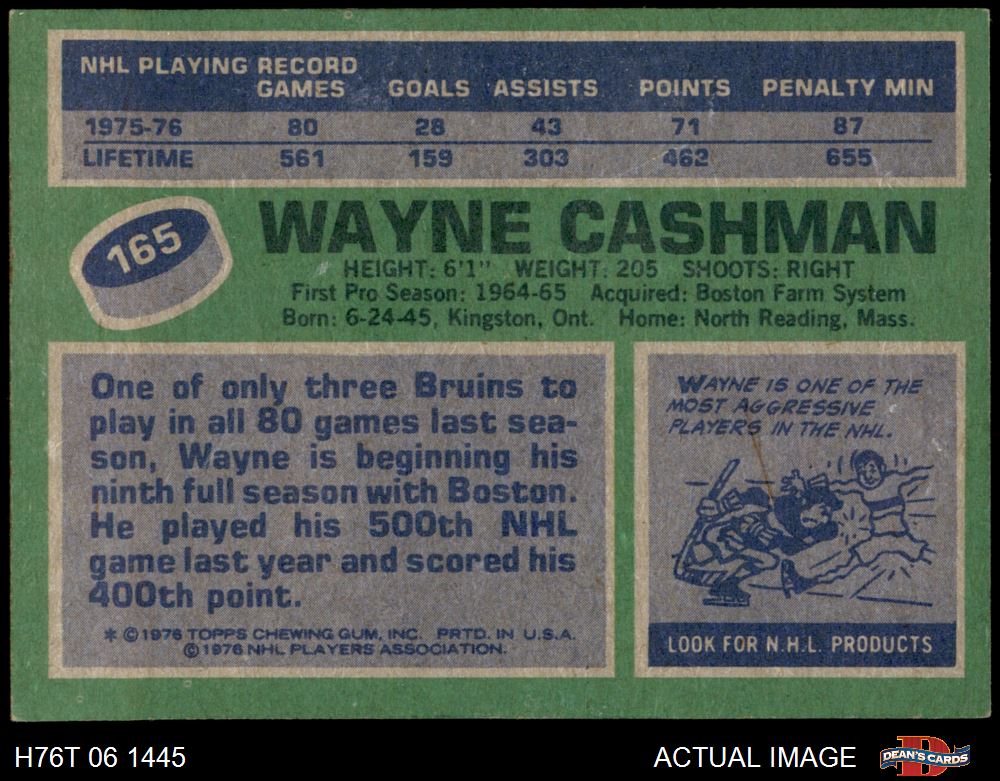 NHL PLAYING RECORD
GAMES GOALS ASSISTS POINTS PENALTY MIN
1975-76 80 28 43 71 87
LIFETIME 561 159 303 462 655
165
WAYNE CASHMAN
HEIGHT: 6'1" WEIGHT: 205 SHOOTS: RIGHT
First Pro Season: 1964-65 Acquired: Boston Farm System
Born: 6-24-45, Kingston, Ont. Home: North Reading, Mass.
One of only three Bruins to
play in all 80 games last sea-
son, Wayne is beginning his
ninth full season with Boston.
He played his 500th NHL
game last year and scored his
400th point.
* ©1976 TOPPS CHEWING GUM, INC. PRTD. IN U.S.A.
©1976 NHL PLAYERS ASSOCIATION.
WAYNE IS ONE OF THE
MOST AGGRESSIVE
PLAYERS IN THE NHL.
LOOK FOR N.H.L. PRODUCTS
H76T 06 1445 ACTUAL IMAGE DEAN'S CARDS